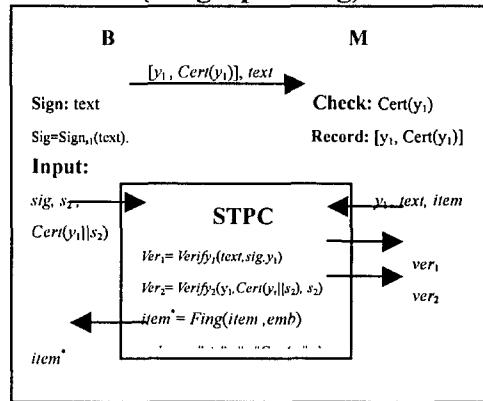 B M
[y₁, Cert(y₁)], text
Sign: text Check: Cert(y₁)
Sig=Sign_s1(text). Record: [y₁, Cert(y₁)]
Input:
sig, s₂, y₁, text, item
STPC
Cert(y₁||s₂)
Ver₁= Verify₁(text,sig,y₁)
ver₁
Ver₂= Verify₂(y₁,Cert(y₁||s₂), s₂)
ver₂
item*= Fing(item ,emb)
item*